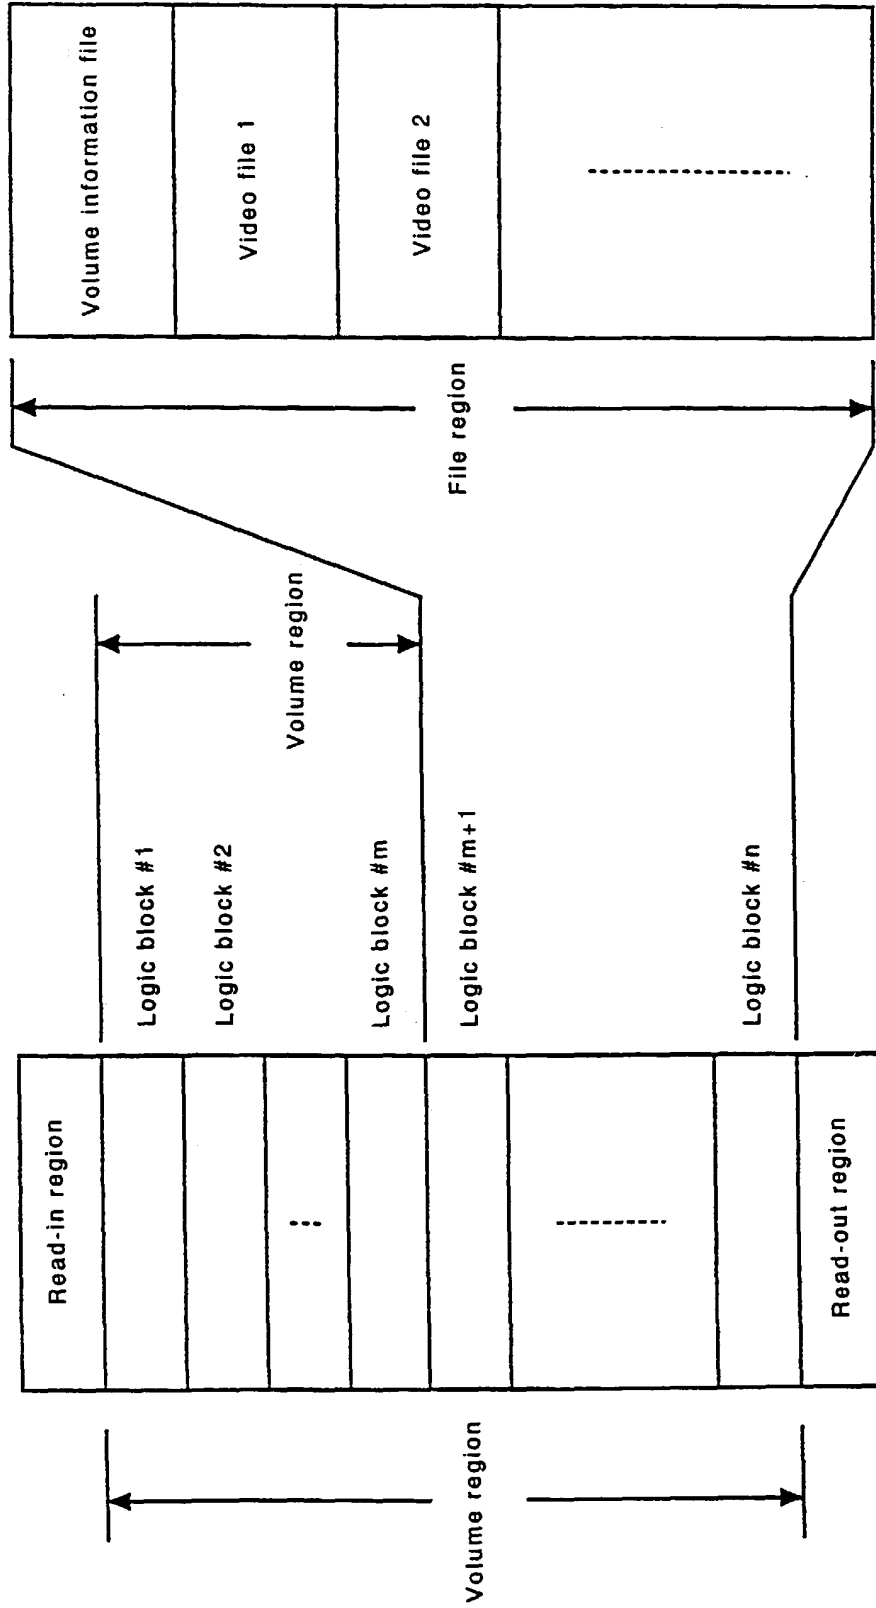 Volume region
Read-in region
Read-out region
Logic block #1
Logic block #2
Logic block #m
Logic block #m+1
Logic block #n
Volume region
File region
Volume information file
Video file 1
Video file 2